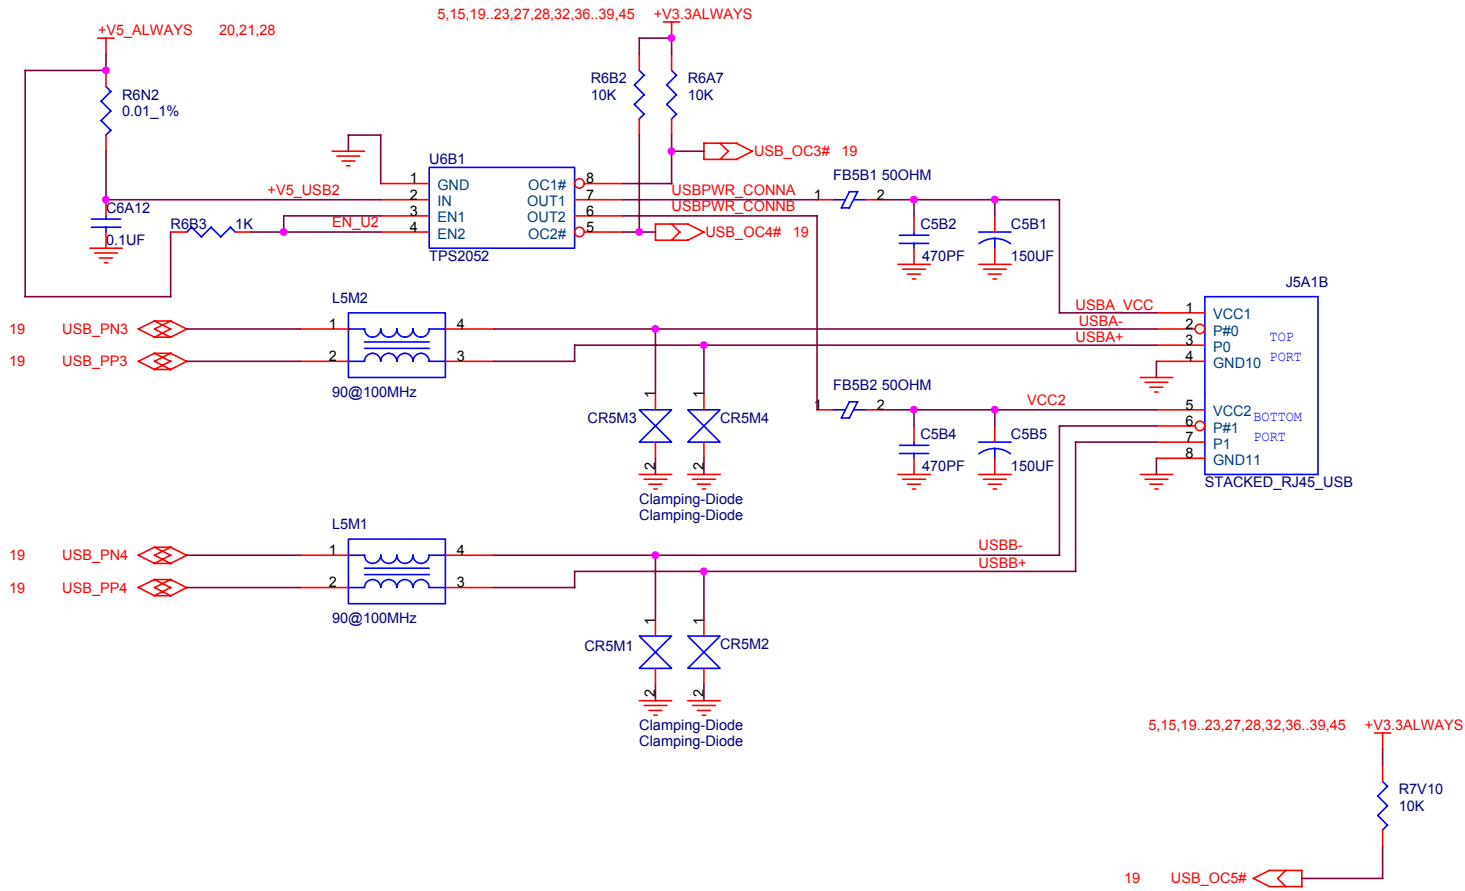 5,15,19..23,27,28,32,36..39,45 +V3.3ALWAYS
+V5_ALWAYS 20,21,28
R6B2
10K
R6A7
10K
R6N2
0.01_1%
USB_OC3# 19
U6B1
FB5B1 50OHM
+V5_USB2
1 GND
2 IN
3 EN1
4 EN2
OC1# 8
OUT1 7
OUT2 6
OC2# 5
TPS2052
USBPWR_CONNA 1 2
USBPWR_CONNB
C6A12
0.1UF
R6B3 1K
EN_U2
USB_OC4# 19
C5B2
470PF
C5B1
150UF
J5A1B
L5M2
19 USB_PN3 1 4
19 USB_PP3 2 3
90@100MHz
USBA_VCC 1 VCC1
USBA- 2 P#0
USBA+ 3 P0
4 GND10
TOP
PORT
FB5B2 50OHM
1 2 VCC2
5 VCC2
6 P#1
7 P1
8 GND11
BOTTOM
PORT
STACKED_RJ45_USB
C5B4
470PF
C5B5
150UF
1 1
CR5M3 CR5M4
2 2
Clamping-Diode
Clamping-Diode
L5M1
19 USB_PN4 1 4
19 USB_PP4 2 3
90@100MHz
USBB-
USBB+
1 1
CR5M1 CR5M2
2 2
Clamping-Diode
Clamping-Diode
5,15,19..23,27,28,32,36..39,45 +V3.3ALWAYS
R7V10
10K
19 USB_OC5#